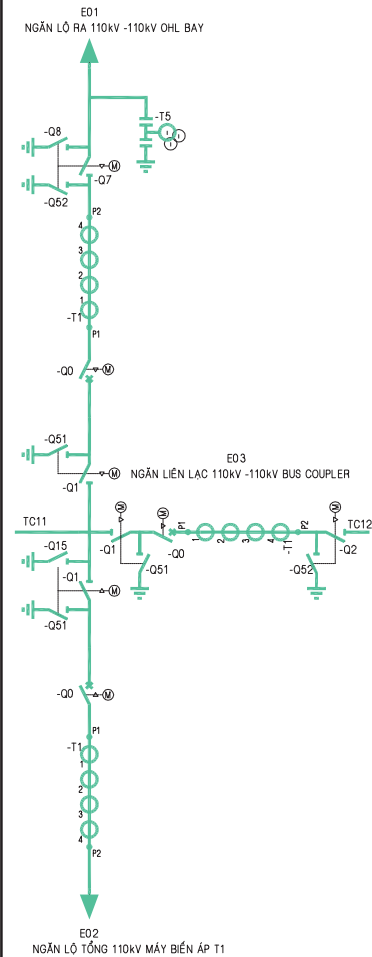 E01
NGĂN LỘ RA 110kV -110kV OHL BAY
-T5
-Q8
M
-Q7
-Q52
P2
4
3
2
1
-T1
P1
-Q0
M
-Q51
M
-Q1
E03
NGĂN LIÊN LẠC 110kV -110kV BUS COUPLER
TC11
M
-Q1
-Q51
M
-Q0
P1
1
2
3
4
-T1
P2
-Q52
M
-Q2
TC12
-Q15
-Q1
M
-Q51
-Q0
M
P1
-T1
1
2
3
4
P2
E02
NGĂN LỘ TỔNG 110kV MÁY BIẾN ÁP T1